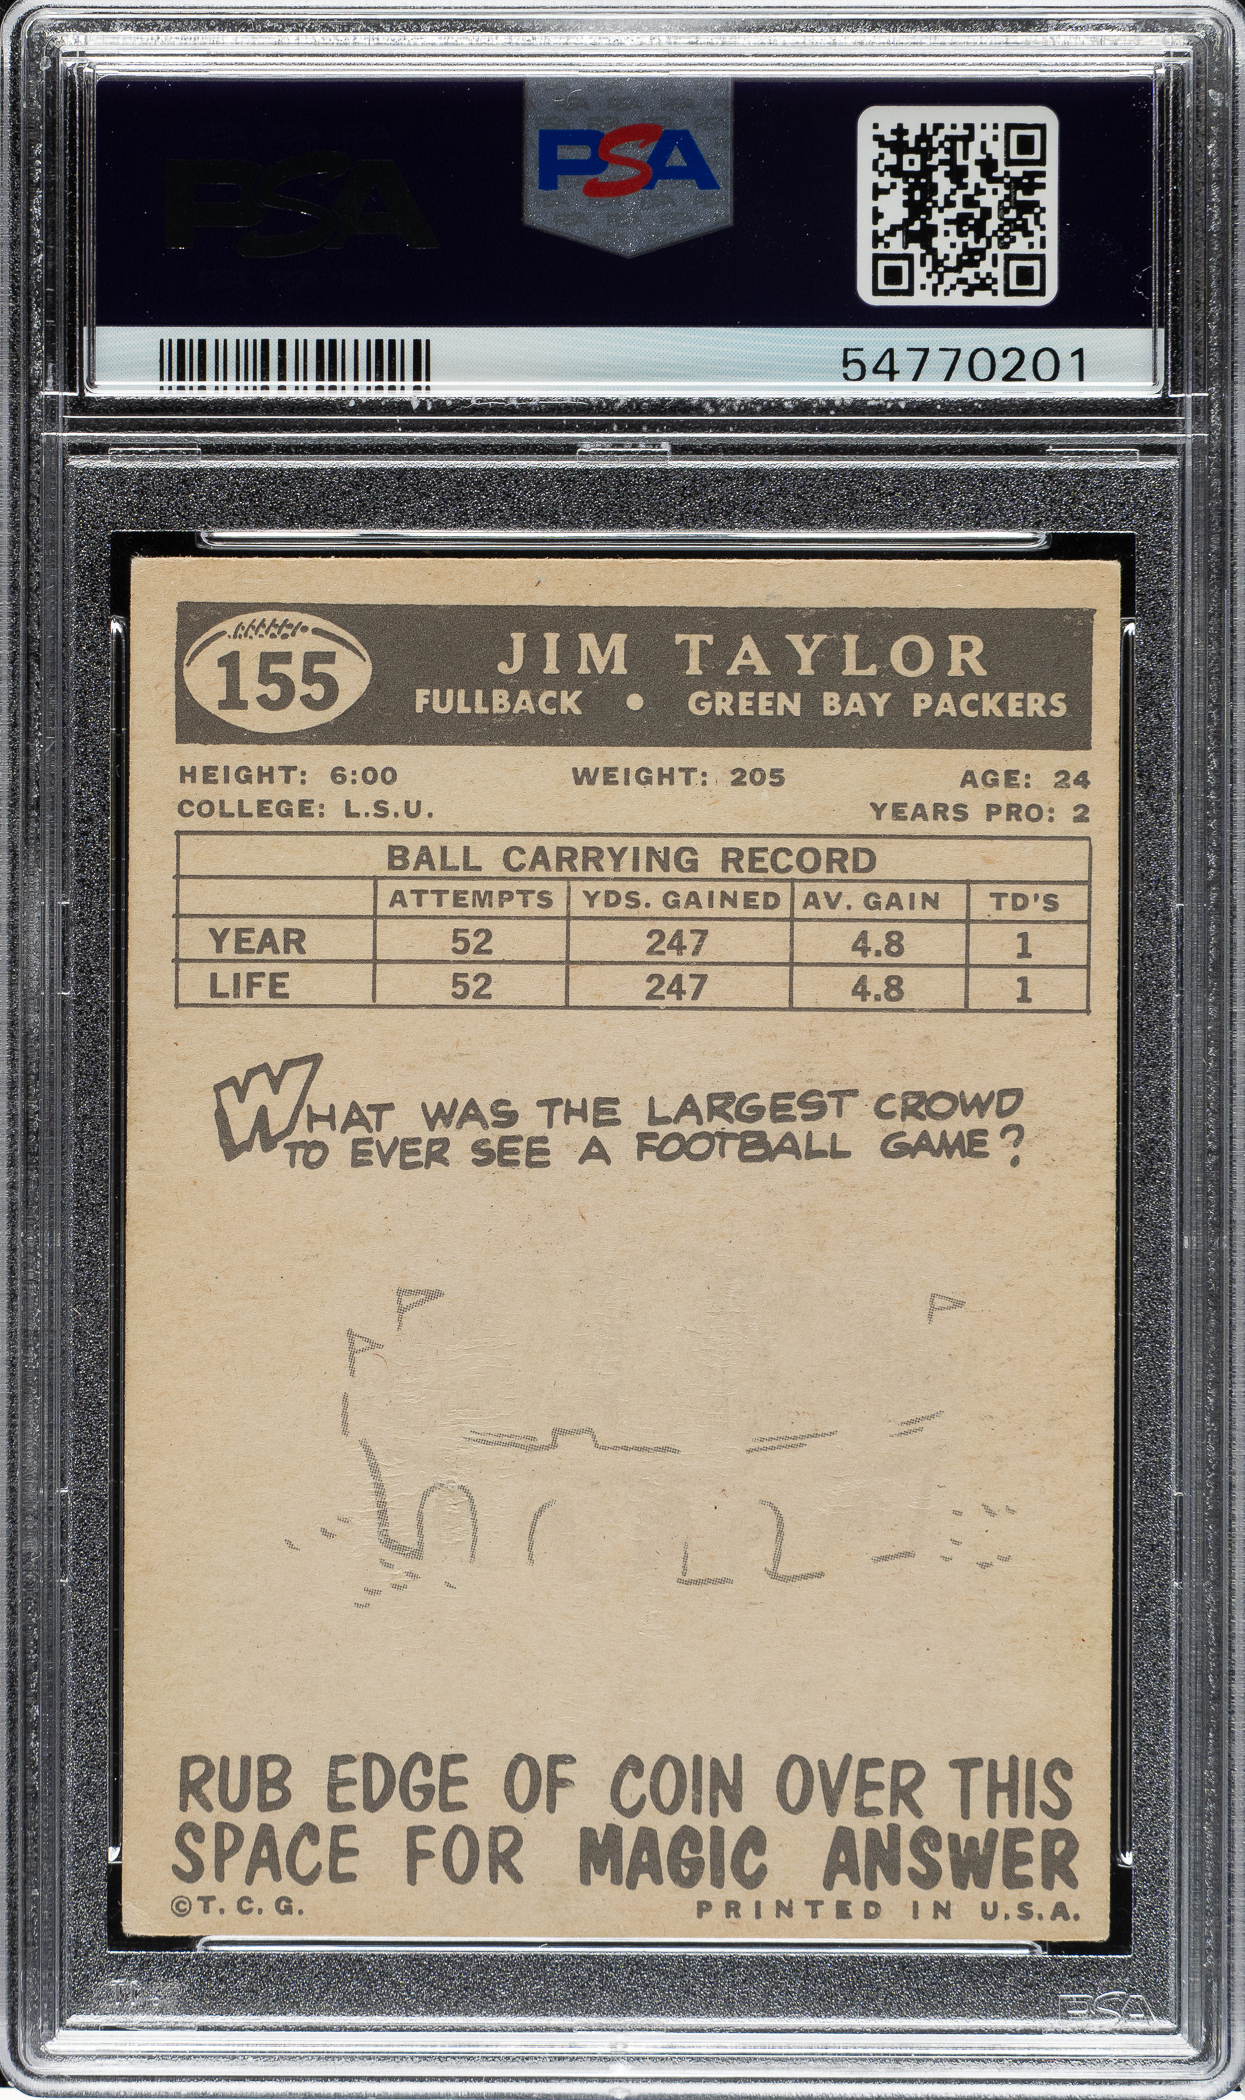 PSA
PSA
54770201
155
JIM TAYLOR
FULLBACK • GREEN BAY PACKERS
HEIGHT: 6:00 WEIGHT: 205 AGE: 24
COLLEGE: L.S.U. YEARS PRO: 2
BALL CARRYING RECORD
ATTEMPTS YDS. GAINED AV. GAIN TD'S
YEAR 52 247 4.8 1
LIFE 52 247 4.8 1
WHAT WAS THE LARGEST CROWD
TO EVER SEE A FOOTBALL GAME?
RUB EDGE OF COIN OVER THIS
SPACE FOR MAGIC ANSWER
©T. C. G. PRINTED IN U.S.A.
PSA